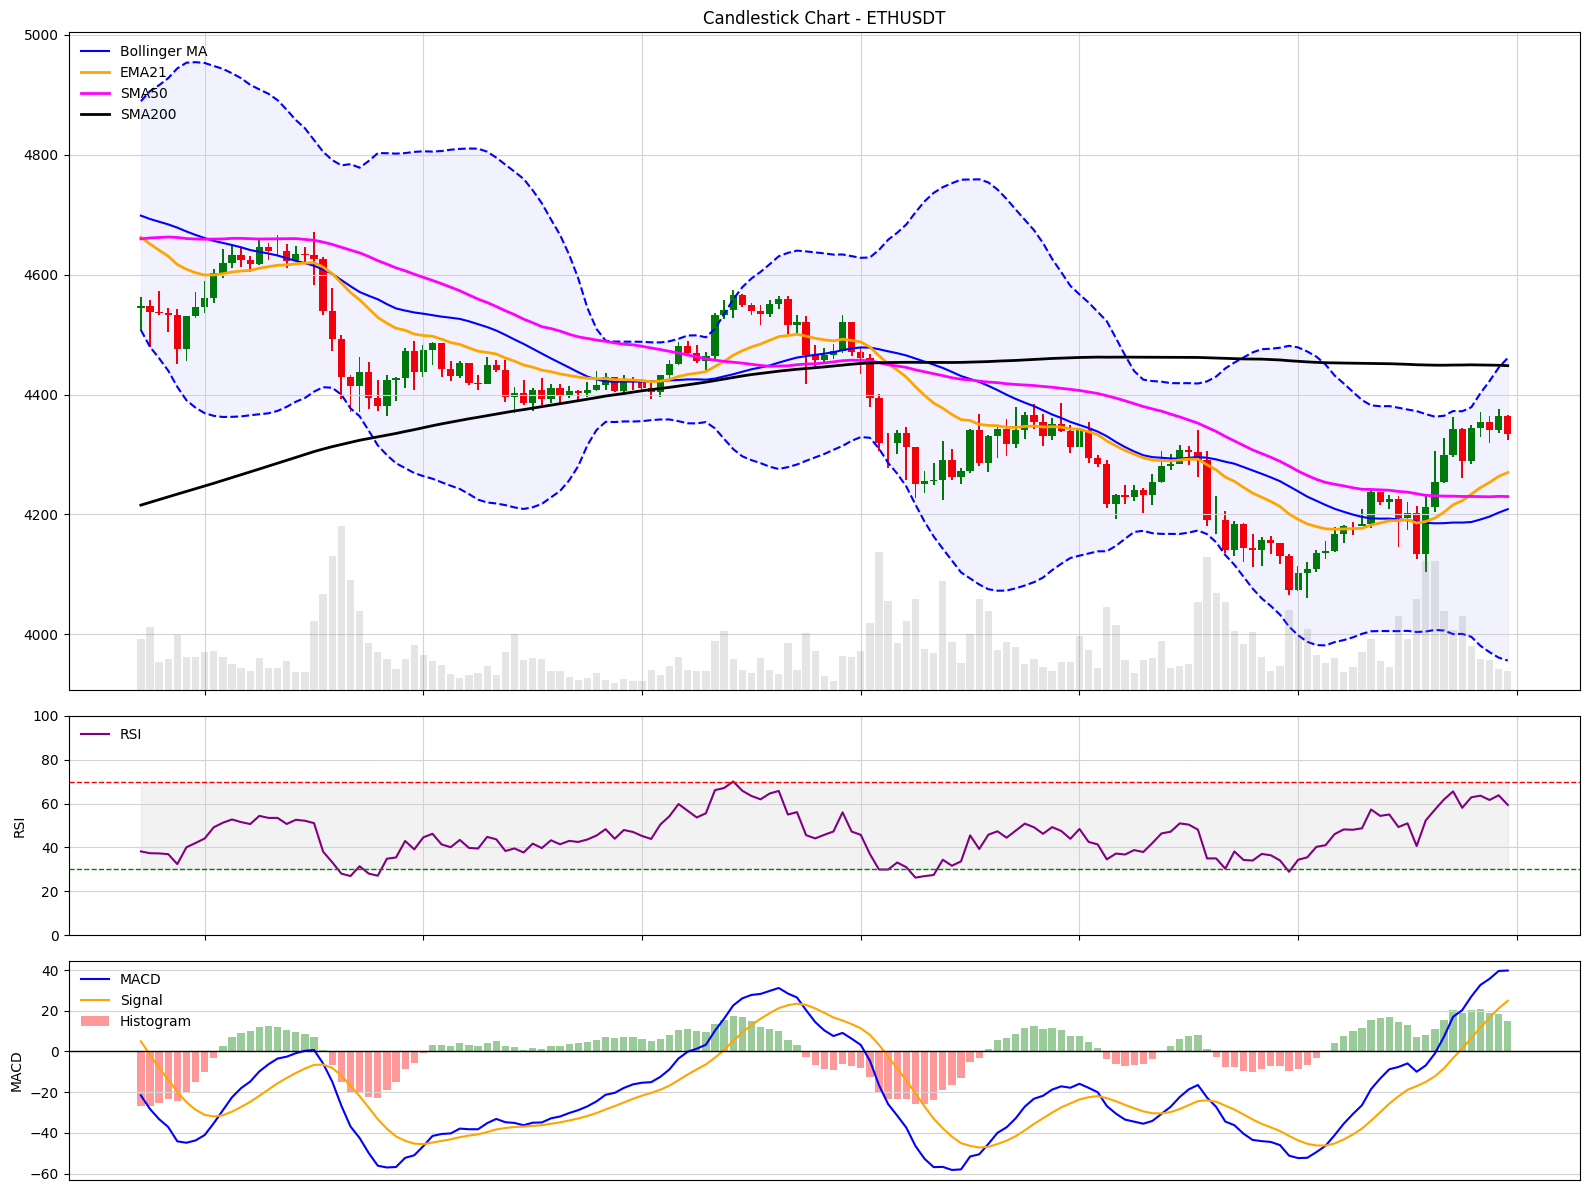 Candlestick Chart - ETHUSDT
5000
4800
4600
4400
4200
4000
Bollinger MA
EMA21
SMA50
SMA200
100
80
60
40
20
0
RSI
RSI
40
20
0
−20
−40
−60
MACD
MACD
Signal
Histogram